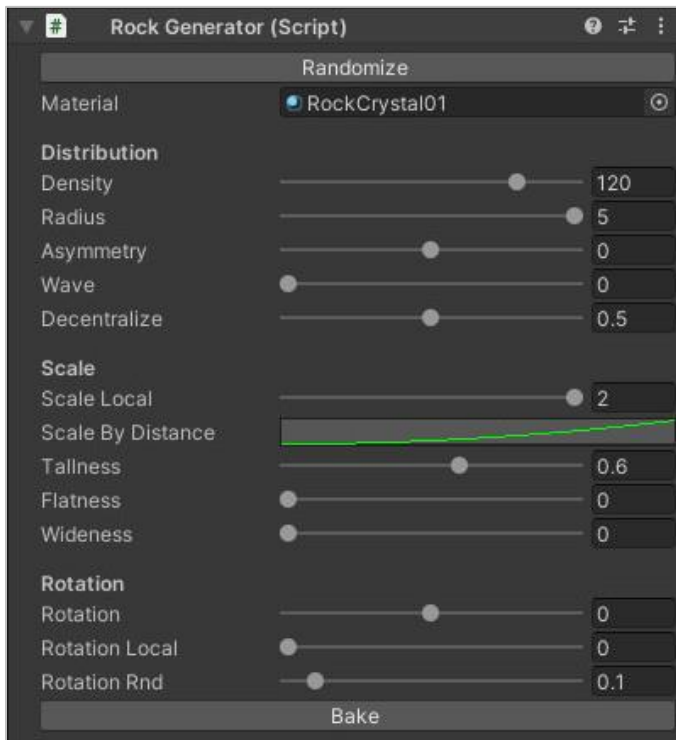 # Rock Generator (Script)
Randomize
Material RockCrystal01
Distribution
Density 120
Radius 5
Asymmetry 0
Wave 0
Decentralize 0.5
Scale
Scale Local 2
Scale By Distance
Tallness 0.6
Flatness 0
Wideness 0
Rotation
Rotation 0
Rotation Local 0
Rotation Rnd 0.1
Bake